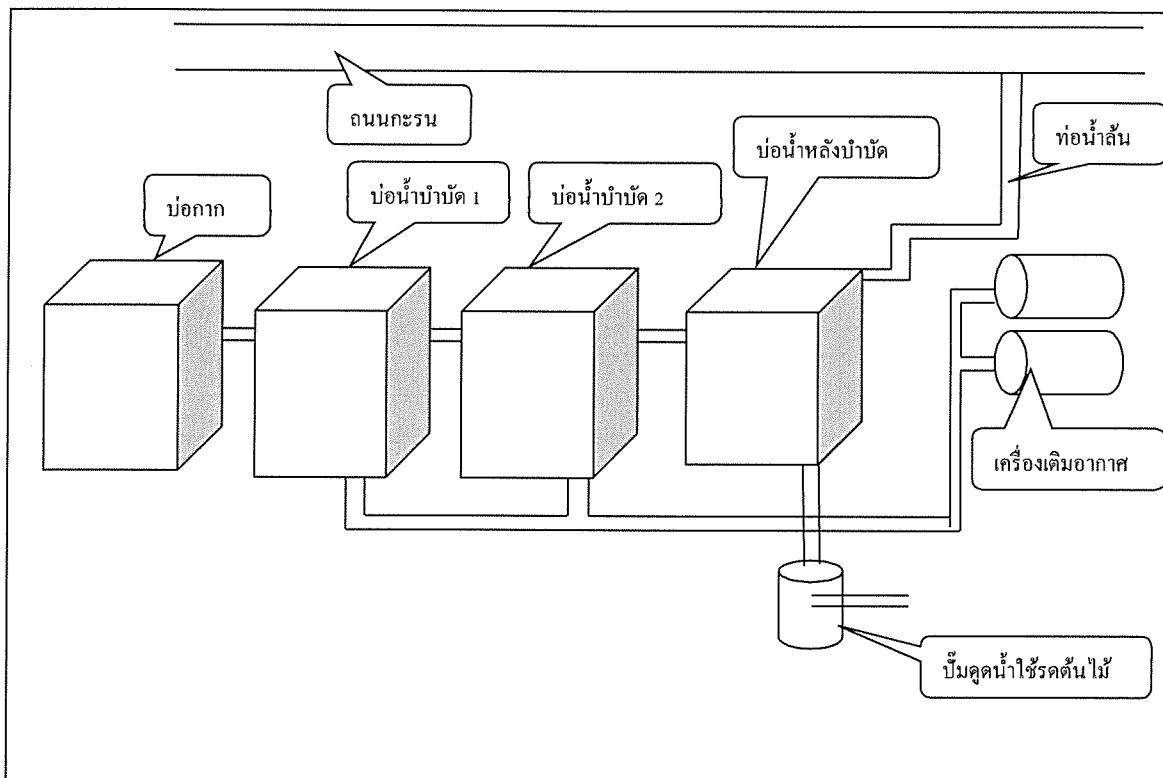 ถนนกะรน
บ่อน้ำหลังบำบัด
ท่อน้ำล้น
บ่อกาก
บ่อน้ำบำบัด 1
บ่อน้ำบำบัด 2
เครื่องเติมอากาศ
ปั๊มดูดน้ำใช้รดต้นไม้